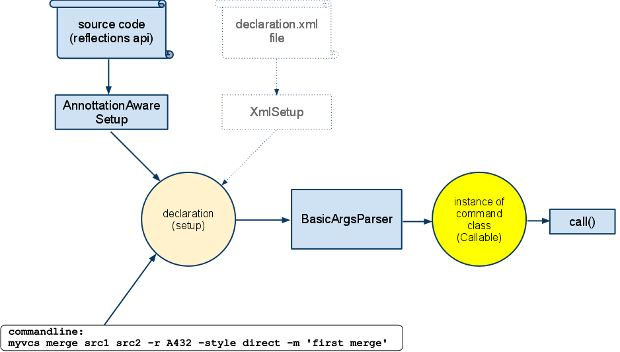 source code
(reflections api)
declaration.xml
file
AnnottationAware
Setup
XmlSetup
declaration
(setup)
BasicArgsParser
instance of
command
class
(Callable)
call()
commandline:
myvcs merge src1 src2 -r A432 -style direct -m 'first merge'